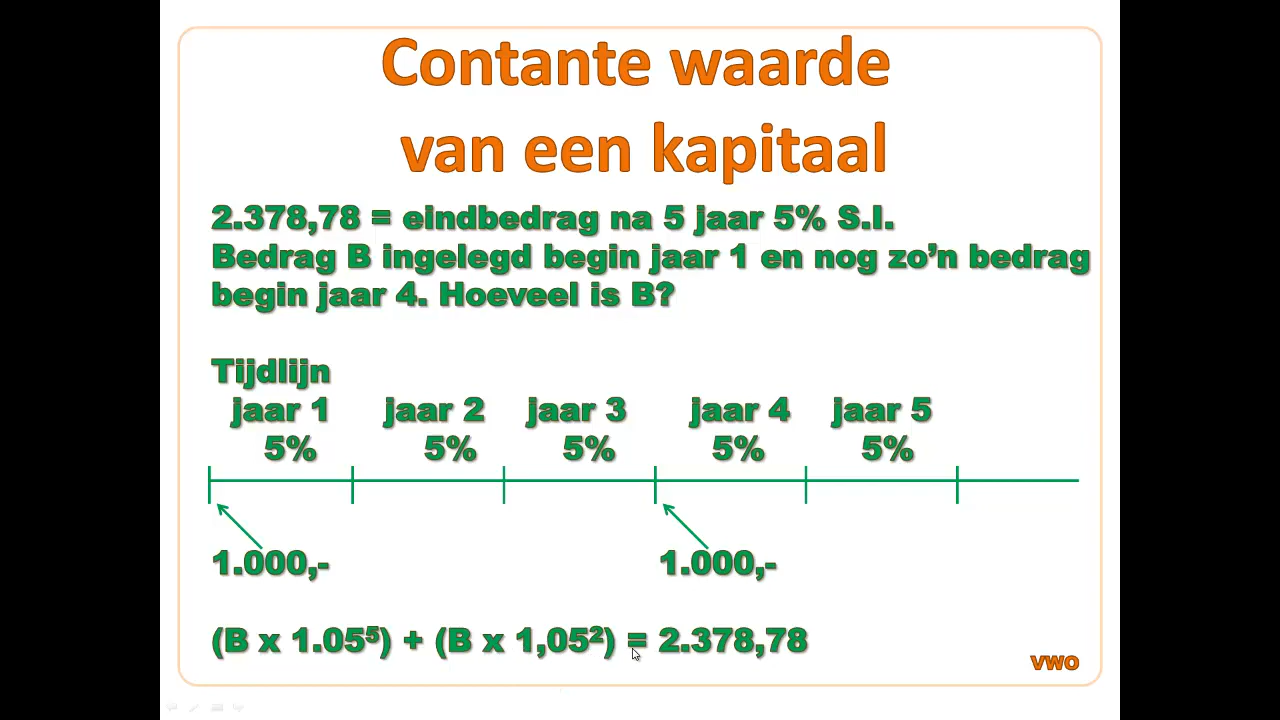 Contante waarde
van een kapitaal
2.378,78 = eindbedrag na 5 jaar 5% S.I.
Bedrag B ingelegd begin jaar 1 en nog zo’n bedrag
begin jaar 4. Hoeveel is B?
Tijdlijn
jaar 1 jaar 2 jaar 3 jaar 4 jaar 5
5% 5% 5% 5% 5%
1.000,- 1.000,-
(B x 1.05⁵) + (B x 1,05²) = 2.378,78
VWO